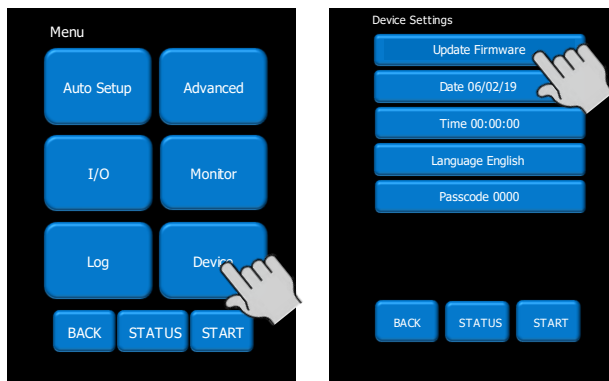 Menu
Auto Setup
Advanced
I/O
Monitor
Log
Device
BACK
STATUS
START
Device Settings
Update Firmware
Date 06/02/19
Time 00:00:00
Language English
Passcode 0000
BACK
STATUS
START